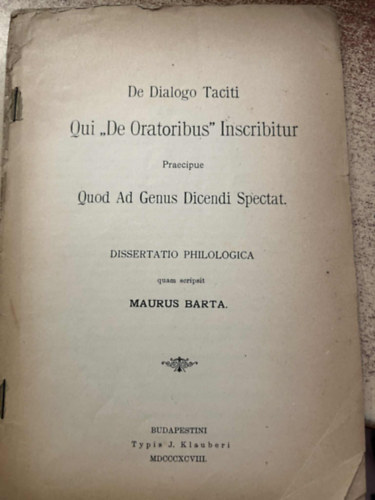 De Dialogo Taciti
Qui „De Oratoribus” Inscribitur
Praecipue
Quod Ad Genus Dicendi Spectat.
DISSERTATIO PHILOLOGICA
quam scripsit
MAURUS BARTA.
BUDAPESTINI
Typis J. Klauberi
MDCCCXCVIII.